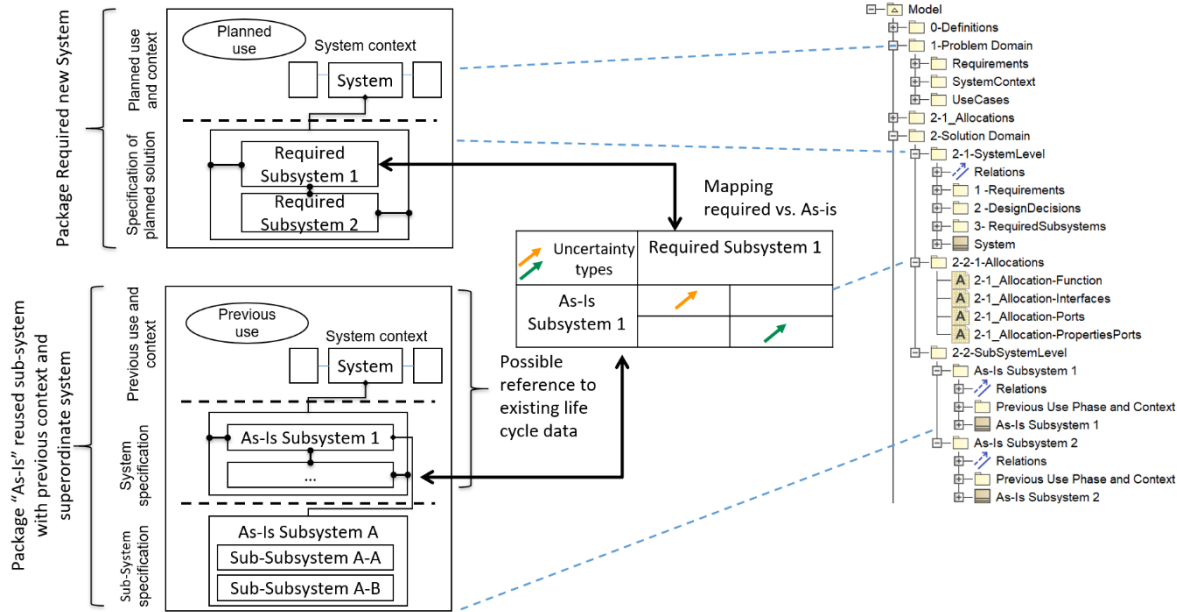 Package Required new System
Planned use
and context
Planned
use
System context
System
Specification of
planned solution
Required
Subsystem 1
Required
Subsystem 2
Package "As-Is" reused sub-system
with previous context and
superordinate system
Previous use and
context
Previous
use
System context
System
System
specification
As-Is Subsystem 1
...
Sub-System
specification
As-Is Subsystem A
Sub-Subsystem A-A
Sub-Subsystem A-B
Mapping
required vs. As-is
Uncertainty
types
Required Subsystem 1
As-Is
Subsystem 1
Possible
reference to
existing life
cycle data
Model
0-Definitions
1-Problem Domain
Requirements
SystemContext
UseCases
2-1_Allocations
2-Solution Domain
2-1-SystemLevel
Relations
1 -Requirements
2 -DesignDecisions
3- RequiredSubsystems
System
2-2-1-Allocations
A 2-1_Allocation-Function
A 2-1_Allocation-Interfaces
A 2-1_Allocation-Ports
A 2-1_Allocation-PropertiesPorts
2-2-SubSystemLevel
As-Is Subsystem 1
Relations
Previous Use Phase and Context
As-Is Subsystem 1
As-Is Subsystem 2
Relations
Previous Use Phase and Context
As-Is Subsystem 2